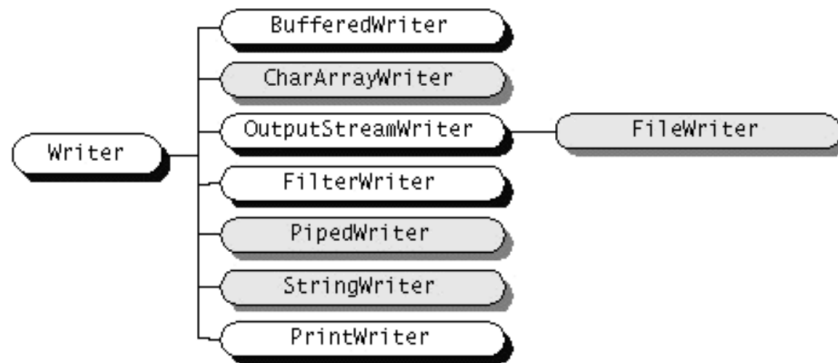 BufferedWriter
CharArrayWriter
OutputStreamWriter
FileWriter
Writer
FilterWriter
PipedWriter
StringWriter
PrintWriter